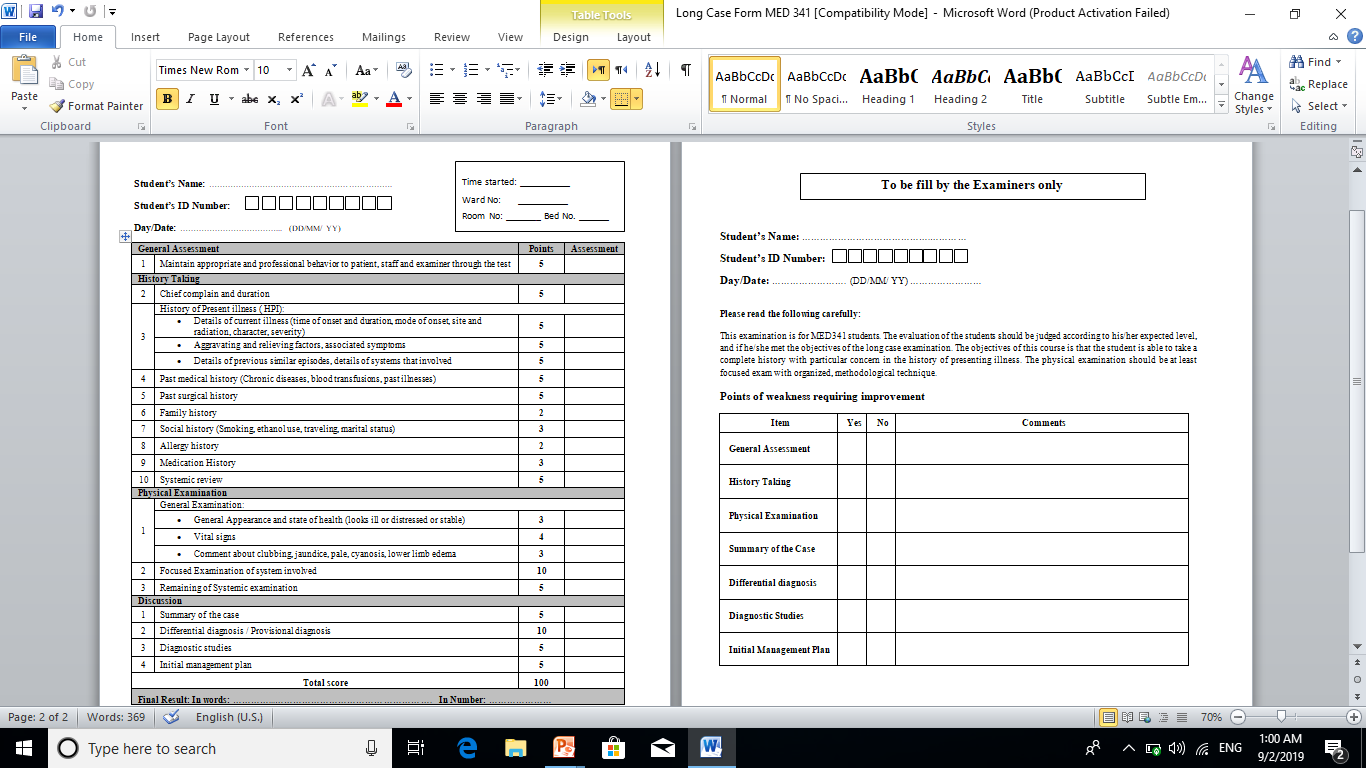 Long Case Form MED 341 [Compatibility Mode] - Microsoft Word (Product Activation Failed)
Table Tools
File Home Insert Page Layout References Mailings Review View Design Layout
Paste
Cut
Copy
Format Painter
Clipboard
Times New Rom 10
Font
Paragraph
AaBbCcDc AaBbCcDc AaBbC AaBbCc AaBbC AaBbCcI AaBbCcDc
¶ Normal ¶ No Spaci... Heading 1 Heading 2 Title Subtitle Subtle Em...
Change Styles
Styles
Find
Replace
Select
Editing
Student's Name: ……………………………………………………
Student's ID Number:
Day/Date: …………………………….. (DD/MM/ YY)
Time started: __________
Ward No: __________
Room No: _______ Bed No. ______
General Assessment Points Assessment
1 Maintain appropriate and professional behavior to patient, staff and examiner through the test 5
History Taking
2 Chief complain and duration 5
3 History of Present illness ( HPI):
• Details of current illness (time of onset and duration, mode of onset, site and
radiation, character, severity) 5
• Aggravating and relieving factors, associated symptoms 5
• Details of previous similar episodes, details of systems that involved 5
4 Past medical history (Chronic diseases, blood transfusions, past illnesses) 5
5 Past surgical history 5
6 Family history 2
7 Social history (Smoking, ethanol use, traveling, marital status) 3
8 Allergy history 2
9 Medication History 3
10 Systemic review 5
Physical Examination
1 General Examination:
• General Appearance and state of health (looks ill or distressed or stable) 3
• Vital signs 4
• Comment about clubbing, jaundice, pale, cyanosis, lower limb edema 3
2 Focused Examination of system involved 10
3 Remaining of Systemic examination 5
Discussion
1 Summary of the case 5
2 Differential diagnosis / Provisional diagnosis 10
3 Diagnostic studies 5
4 Initial management plan 5
Total score 100
Final Result: In words: ……………………………………………………. In Number: …………………
To be fill by the Examiners only
Student's Name: ………………………………………………
Student's ID Number:
Day/Date: ……………………. (DD/MM/ YY) ……………………
Please read the following carefully:
This examination is for MED341 students. The evaluation of the students should be judged according to his/her expected level,
and if he/she met the objectives of the long case examination. The objectives of this course is that the student is able to take a
complete history with particular concern in the history of presenting illness. The physical examination should be at least
focused exam with organized, methodological technique.
Points of weakness requiring improvement
Item Yes No Comments
General Assessment
History Taking
Physical Examination
Summary of the Case
Differential diagnosis
Diagnostic Studies
Initial Management Plan
Page: 2 of 2 Words: 369 English (U.S.) 70%
Type here to search
ENG
1:00 AM
9/2/2019
2